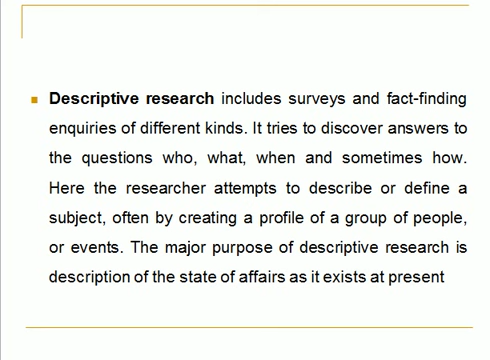 Descriptive research includes surveys and fact-finding
enquiries of different kinds. It tries to discover answers to
the questions who, what, when and sometimes how.
Here the researcher attempts to describe or define a
subject, often by creating a profile of a group of people,
or events. The major purpose of descriptive research is
description of the state of affairs as it exists at present